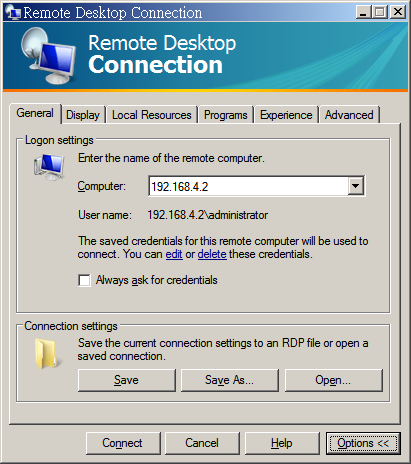 Remote Desktop Connection
Remote Desktop
Connection
General
Display
Local Resources
Programs
Experience
Advanced
Logon settings
Enter the name of the remote computer.
Computer:
192.168.4.2
User name:
192.168.4.2\administrator
The saved credentials for this remote computer will be used to
connect. You can edit or delete these credentials.
Always ask for credentials
Connection settings
Save the current connection settings to an RDP file or open a
saved connection.
Save
Save As...
Open...
Connect
Cancel
Help
Options <<